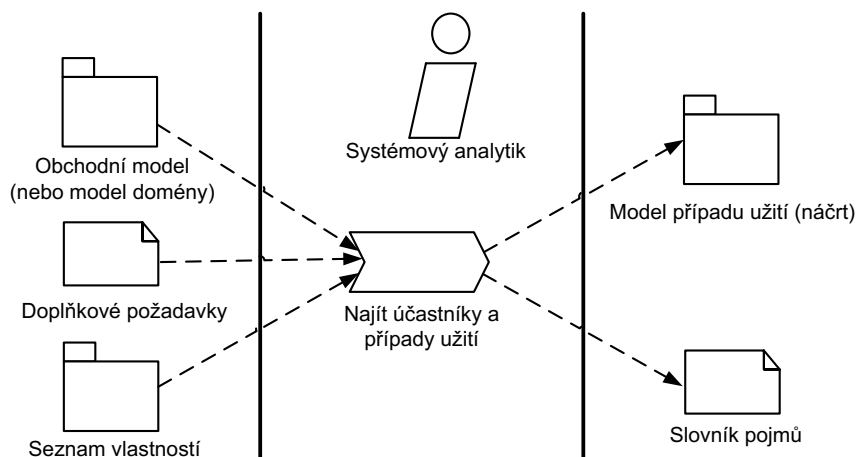 Obchodní model
(nebo model domény)
Doplňkové požadavky
Seznam vlastností
Systémový analytik
Najít účastníky a
případy užití
Model případu užití (náčrt)
Slovník pojmů